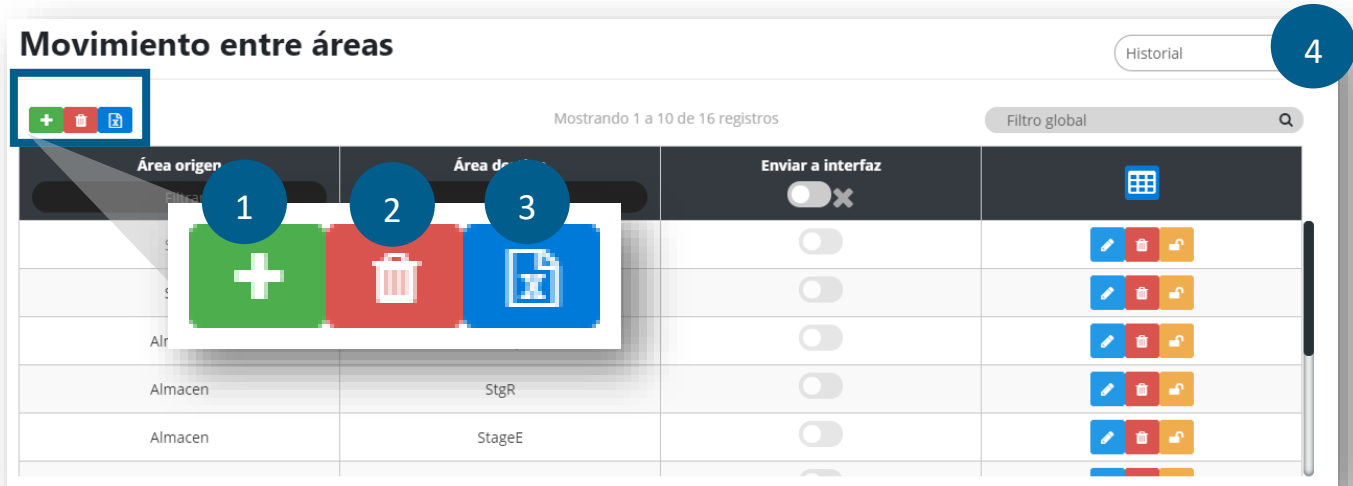 Movimiento entre áreas
Historial
4
Mostrando 1 a 10 de 16 registros
Filtro global
Área origen
Área
Enviar a interfaz
1
2
3
Almacen
StgR
Almacen
StageE